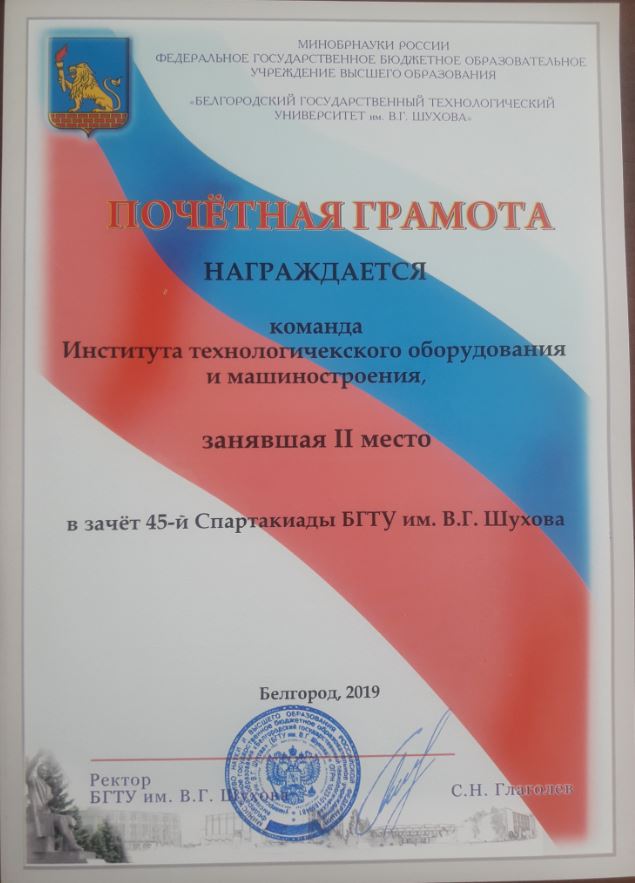 МИНОБРНАУКИ РОССИИ
ФЕДЕРАЛЬНОЕ ГОСУДАРСТВЕННОЕ БЮДЖЕТНОЕ ОБРАЗОВАТЕЛЬНОЕ
УЧРЕЖДЕНИЕ ВЫСШЕГО ОБРАЗОВАНИЯ
«БЕЛГОРОДСКИЙ ГОСУДАРСТВЕННЫЙ ТЕХНОЛОГИЧЕСКИЙ
УНИВЕРСИТЕТ им. В.Г. ШУХОВА»
ПОЧЁТНАЯ ГРАМОТА
НАГРАЖДАЕТСЯ
команда
Института технологичекского оборудования
и машиностроения,
занявшая II место
в зачёт 45-й Спартакиады БГТУ им. В.Г. Шухова
Белгород, 2019
Ректор
БГТУ им. В.Г. Шухова
С.Н. Глаголев